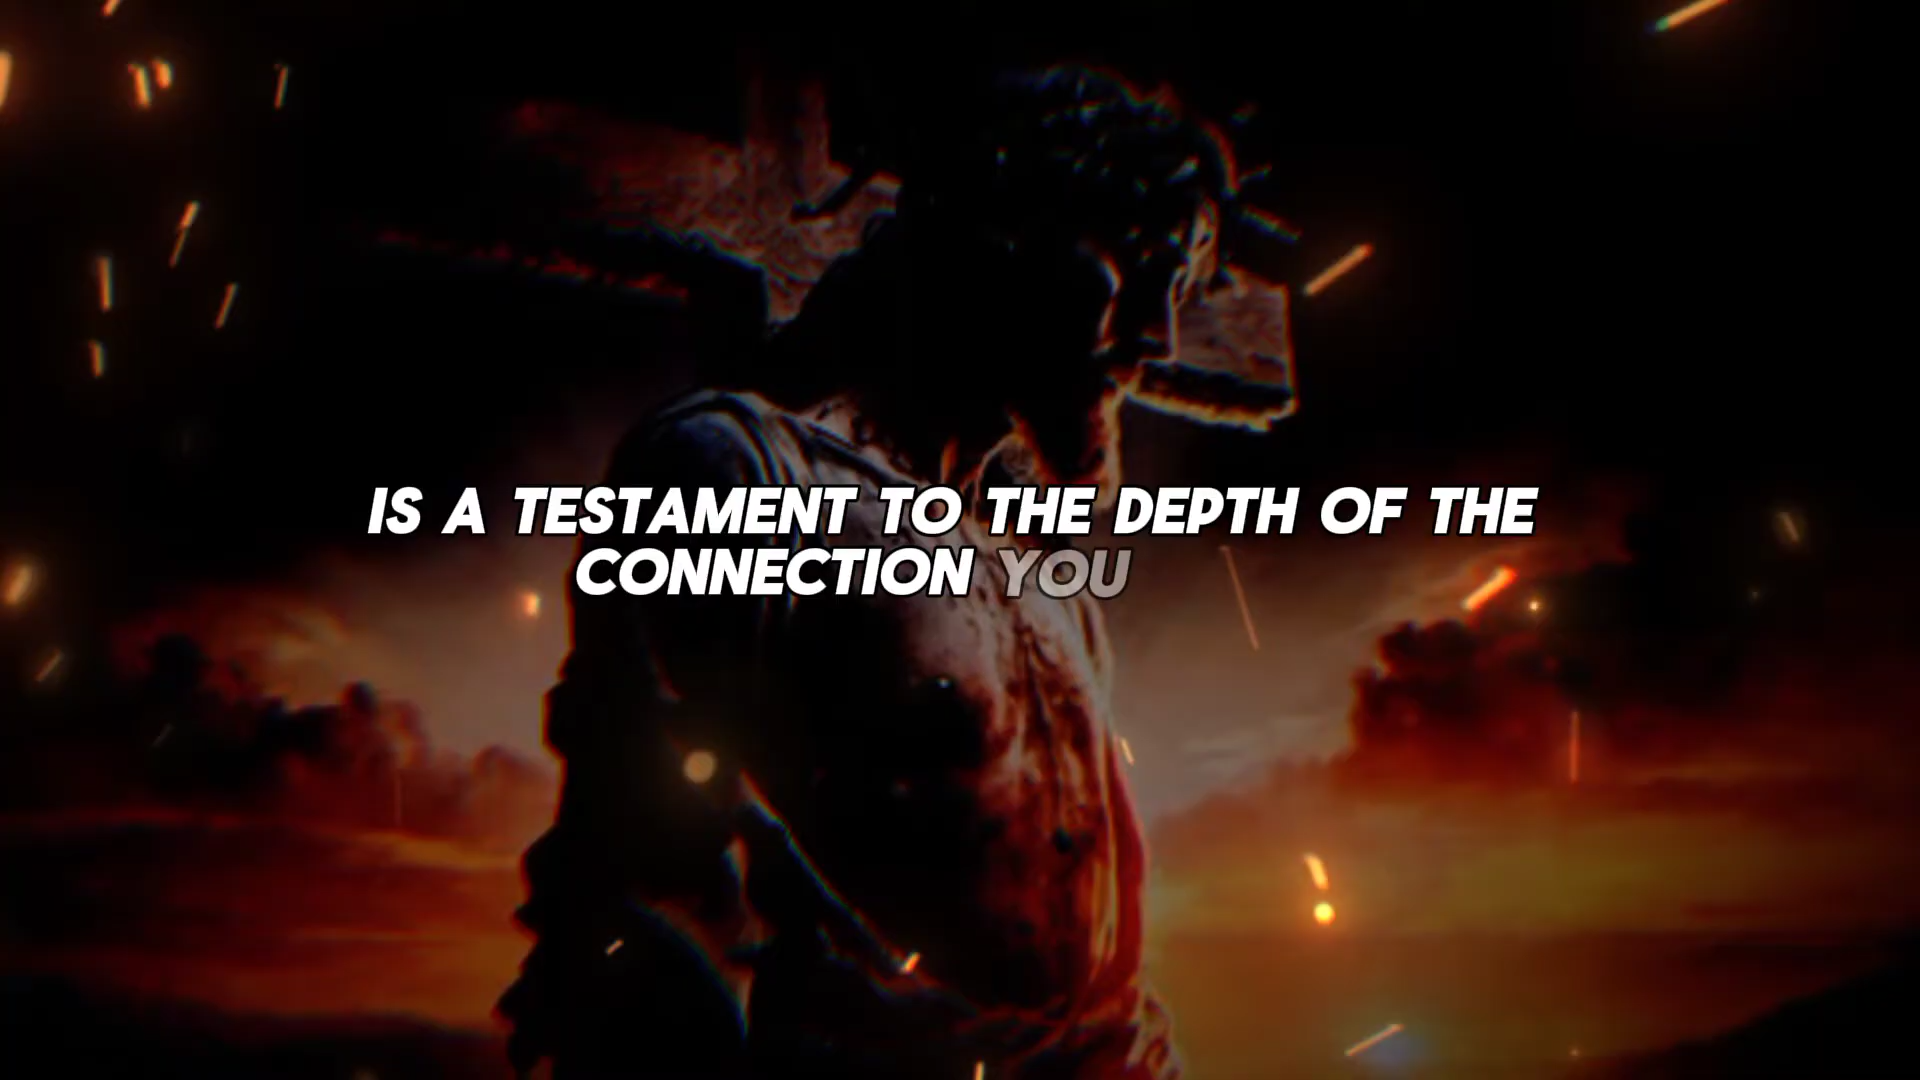 IS A TESTAMENT TO THE DEPTH OF THE
CONNECTION YOU